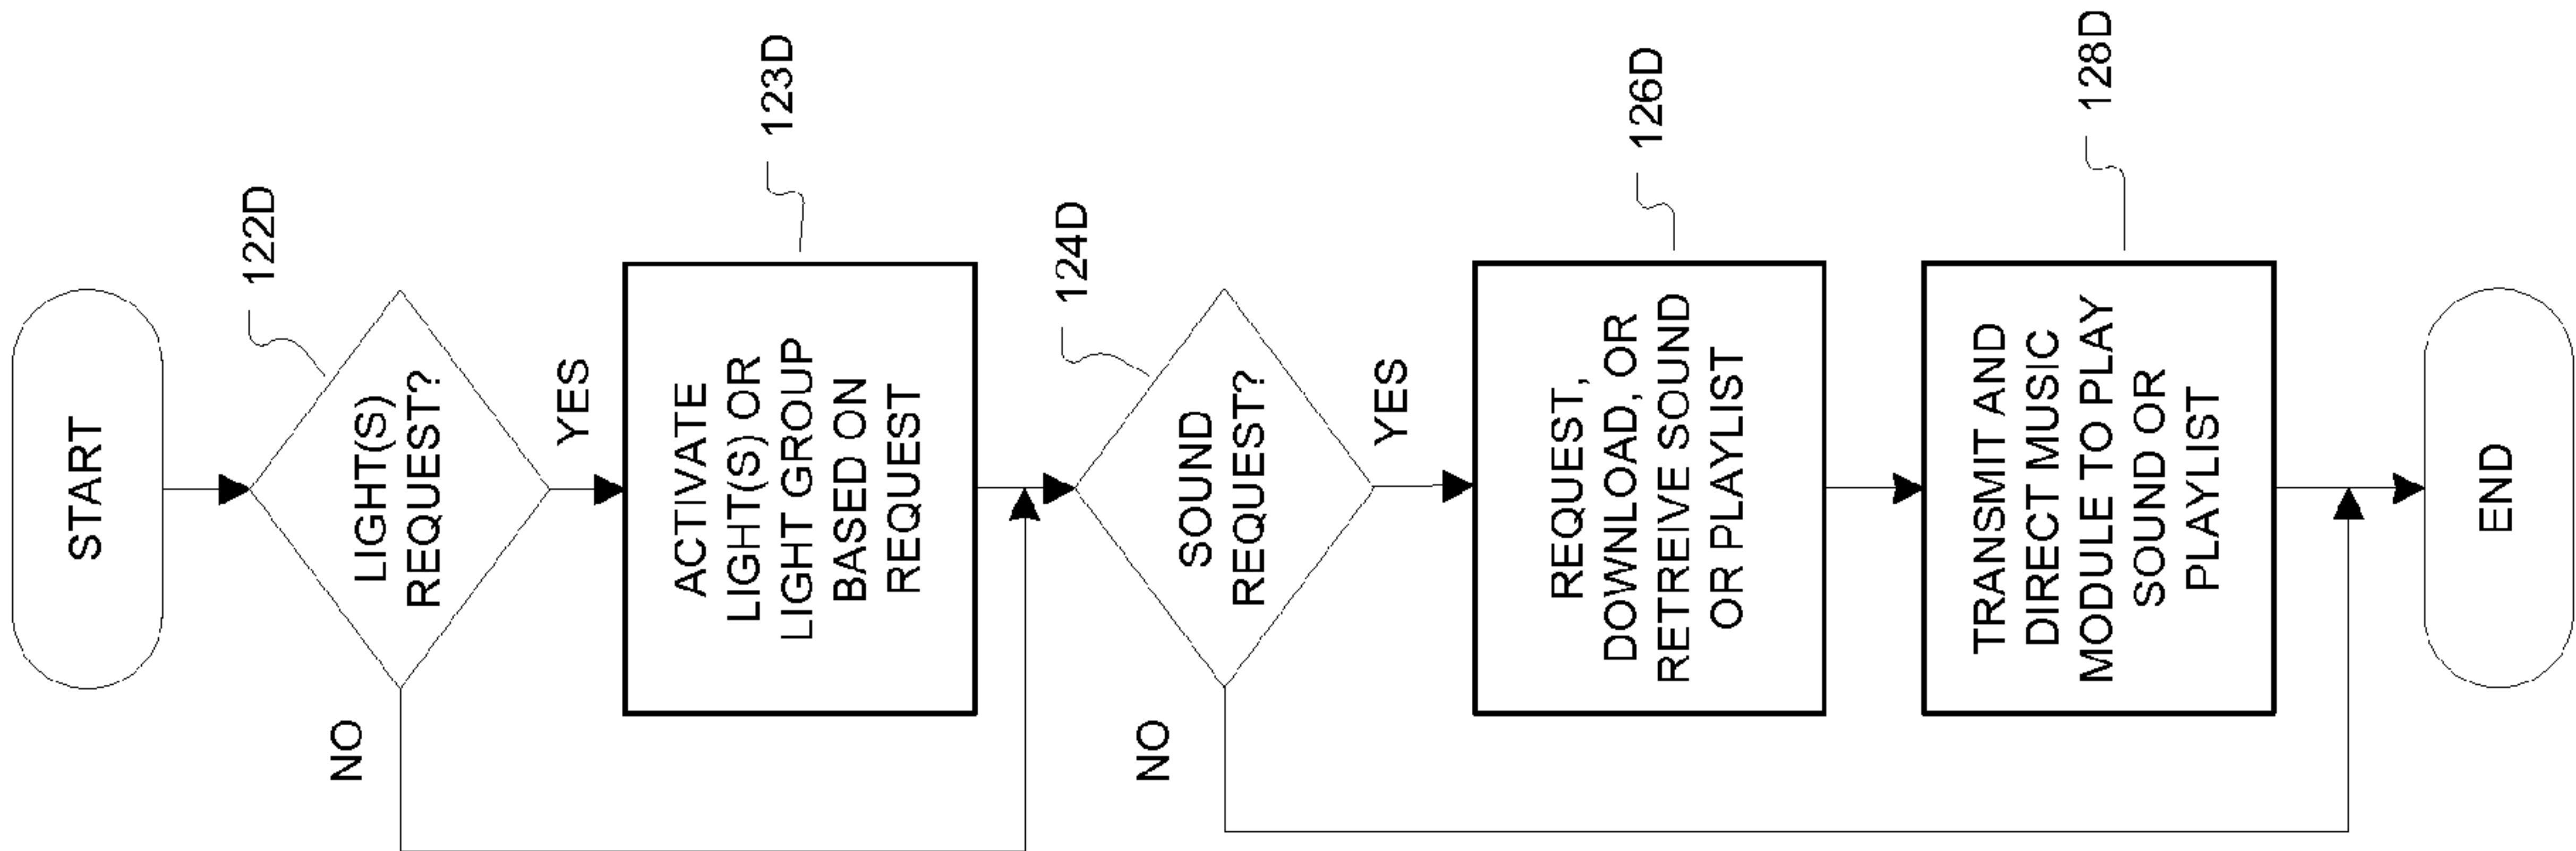 START
122D
LIGHT(S)
REQUEST?
NO
YES
123D
ACTIVATE
LIGHT(S) OR
LIGHT GROUP
BASED ON
REQUEST
124D
SOUND
REQUEST?
NO
YES
126D
REQUEST,
DOWNLOAD, OR
RETREIVE SOUND
OR PLAYLIST
128D
TRANSMIT AND
DIRECT MUSIC
MODULE TO PLAY
SOUND OR
PLAYLIST
END